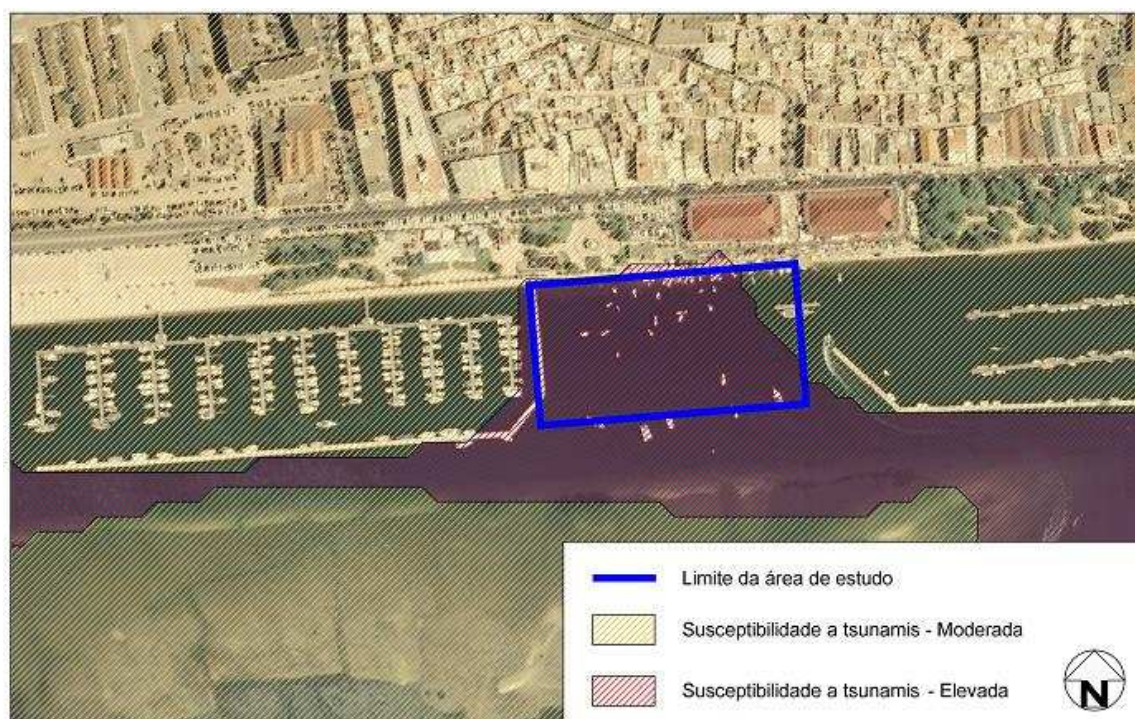 Limite da área de estudo
Susceptibilidade a tsunamis - Moderada
Susceptibilidade a tsunamis - Elevada
N